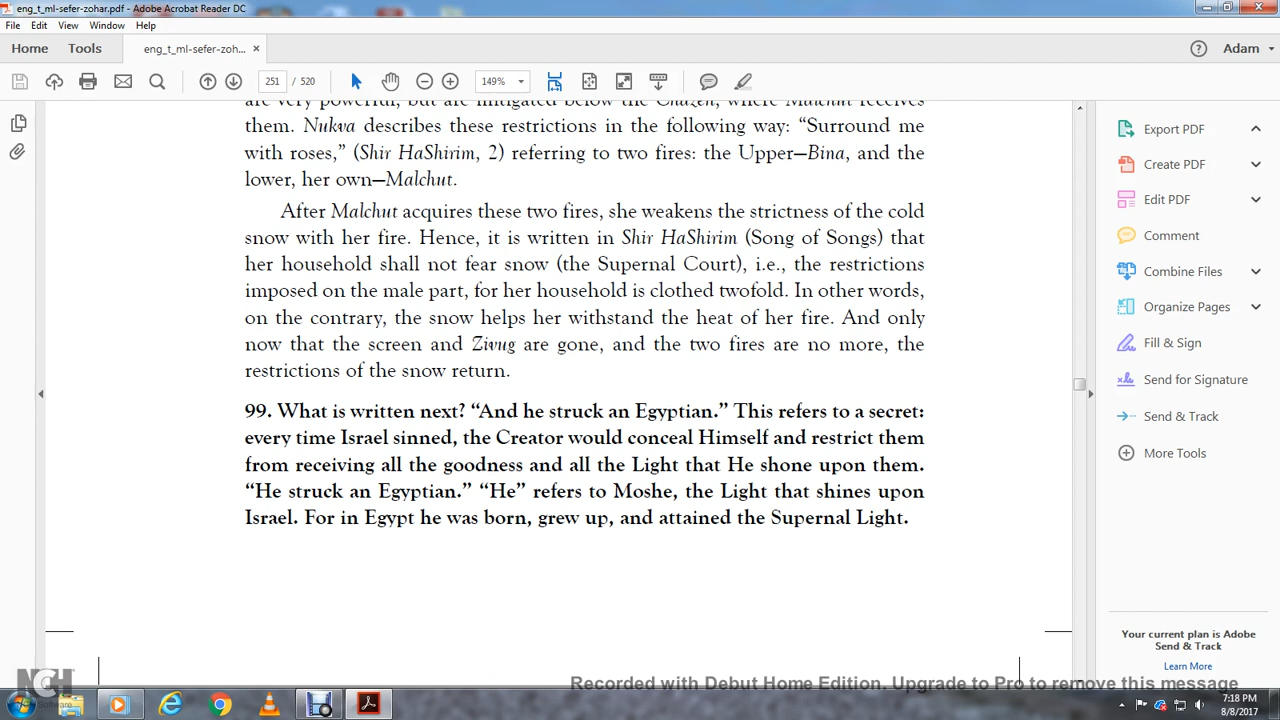 eng_t_ml-sefer-zohar.pdf - Adobe Acrobat Reader DC
File Edit View Window Help
Home Tools eng_t_ml-sefer-zoh... × Adam
251 / 520 149%
are very powerful, but are mitigated below the Chazeh, where Malchut receives
them. Nukva describes these restrictions in the following way: “Surround me
with roses,” (Shir HaShirim, 2) referring to two fires: the Upper—Bina, and the
lower, her own—Malchut.
After Malchut acquires these two fires, she weakens the strictness of the cold
snow with her fire. Hence, it is written in Shir HaShirim (Song of Songs) that
her household shall not fear snow (the Supernal Court), i.e., the restrictions
imposed on the male part, for her household is clothed twofold. In other words,
on the contrary, the snow helps her withstand the heat of her fire. And only
now that the screen and Zivug are gone, and the two fires are no more, the
restrictions of the snow return.
99. What is written next? “And he struck an Egyptian.” This refers to a secret:
every time Israel sinned, the Creator would conceal Himself and restrict them
from receiving all the goodness and all the Light that He shone upon them.
“He struck an Egyptian.” “He” refers to Moshe, the Light that shines upon
Israel. For in Egypt he was born, grew up, and attained the Supernal Light.
Export PDF
Create PDF
Edit PDF
Comment
Combine Files
Organize Pages
Fill & Sign
Send for Signature
Send & Track
More Tools
Your current plan is Adobe
Send & Track
Learn More
NCH
Software
Recorded with Debut Home Edition. Upgrade to Pro to remove this message
7:18 PM
8/8/2017